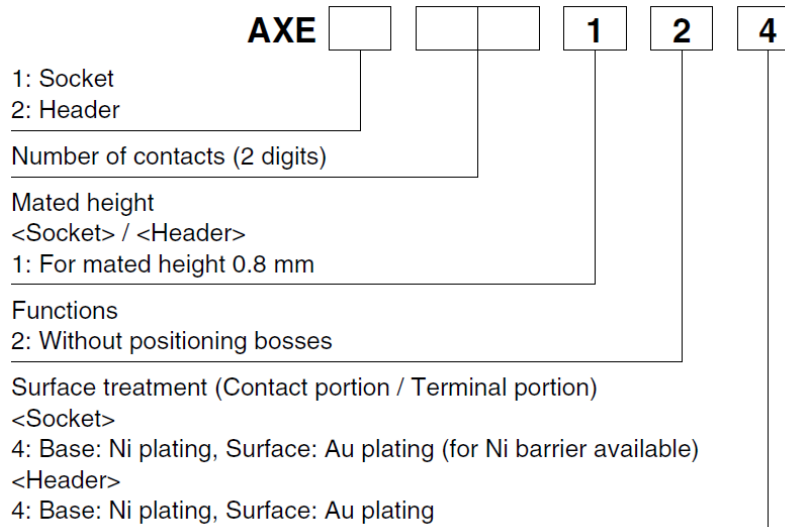 AXE 1 2 4
1: Socket
2: Header
Number of contacts (2 digits)
Mated height
<Socket> / <Header>
1: For mated height 0.8 mm
Functions
2: Without positioning bosses
Surface treatment (Contact portion / Terminal portion)
<Socket>
4: Base: Ni plating, Surface: Au plating (for Ni barrier available)
<Header>
4: Base: Ni plating, Surface: Au plating